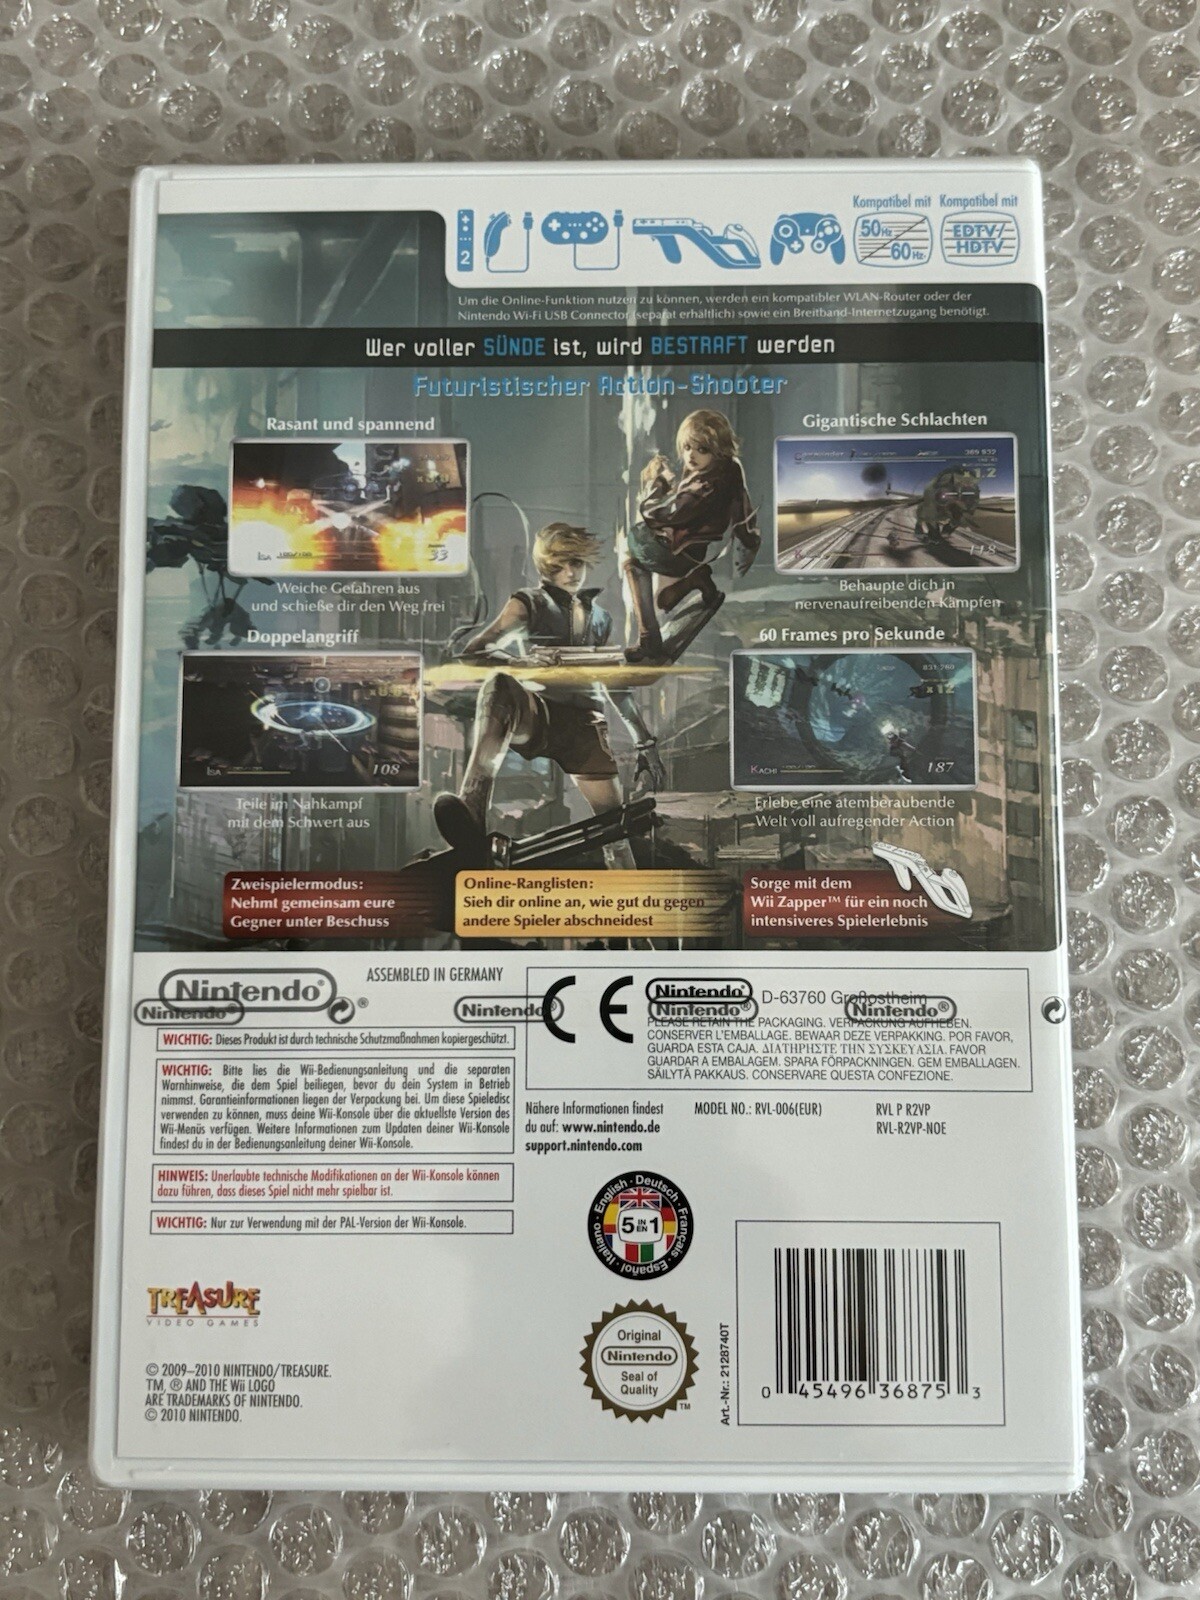 Kompatibel mit Kompatibel mit
50Hz 60Hz EDTV/ HDTV
2
Um die Online-Funktion nutzen zu können, werden ein kompatibler WLAN-Router oder der
Nintendo Wi-Fi USB Connector (separat erhältlich) sowie ein Breitband-Internetzugang benötigt.
Wer voller SÜNDE ist, wird BESTRAFT werden
Futuristischer Action-Shooter
Rasant und spannend
ISA
33
Weiche Gefahren aus
und schieße dir den Weg frei
Gigantische Schlachten
x1.2
118
Behaupte dich in
nervenaufreibenden Kämpfen
Doppelangriff
ISA
108
Teile im Nahkampf
mit dem Schwert aus
60 Frames pro Sekunde
x12
KACHI
187
Erlebe eine atemberaubende
Welt voll aufregender Action
Zweispielermodus:
Nehmt gemeinsam eure
Gegner unter Beschuss
Online-Ranglisten:
Sieh dir online an, wie gut du gegen
andere Spieler abschneidest
Sorge mit dem
Wii Zapper™ für ein noch
intensiveres Spielerlebnis
Nintendo®
ASSEMBLED IN GERMANY
Nintendo® Nintendo® Nintendo® Nintendo®
CE
Nintendo® D-63760 Großostheim
PLEASE RETAIN THE PACKAGING. VERPACKUNG AUFHEBEN.
CONSERVER L'EMBALLAGE. BEWAAR DEZE VERPAKKING. POR FAVOR,
GUARDA ESTA CAJA. ΔΙΑΤΗΡΗΣΤΕ ΤΗΝ ΣΥΣΚΕΥΑΣΙΑ. FAVOR
GUARDAR A EMBALAGEM. SPARA FÖRPACKNINGEN. GEM EMBALLAGEN.
SÄILYTÄ PAKKAUS. CONSERVARE QUESTA CONFEZIONE.
WICHTIG: Dieses Produkt ist durch technische Schutzmaßnahmen kopiergeschützt.
WICHTIG: Bitte lies die Wii-Bedienungsanleitung und die separaten
Warnhinweise, die dem Spiel beiliegen, bevor du dein System in Betrieb
nimmst. Garantieinformationen liegen der Verpackung bei. Um diese Spieledisc
verwenden zu können, muss deine Wii-Konsole über die aktuellste Version des
Wii-Menüs verfügen. Weitere Informationen zum Updaten deiner Wii-Konsole
findest du in der Bedienungsanleitung deiner Wii-Konsole.
HINWEIS: Unerlaubte technische Modifikationen an der Wii-Konsole können
dazu führen, dass dieses Spiel nicht mehr spielbar ist.
WICHTIG: Nur zur Verwendung mit der PAL-Version der Wii-Konsole.
Nähere Informationen findest
du auf: www.nintendo.de
support.nintendo.com
MODEL NO.: RVL-006(EUR)
RVL P R2VP
RVL-R2VP-NOE
English · Deutsch · Français · Español · Italiano
5 IN EN 1
TREASURE
VIDEO GAMES
Original
Nintendo
Seal of
Quality
TM
© 2009–2010 NINTENDO/TREASURE.
TM, ® AND THE Wii LOGO
ARE TRADEMARKS OF NINTENDO.
© 2010 NINTENDO.
Art.-Nr.: 2128740T
0 45496 36875 3